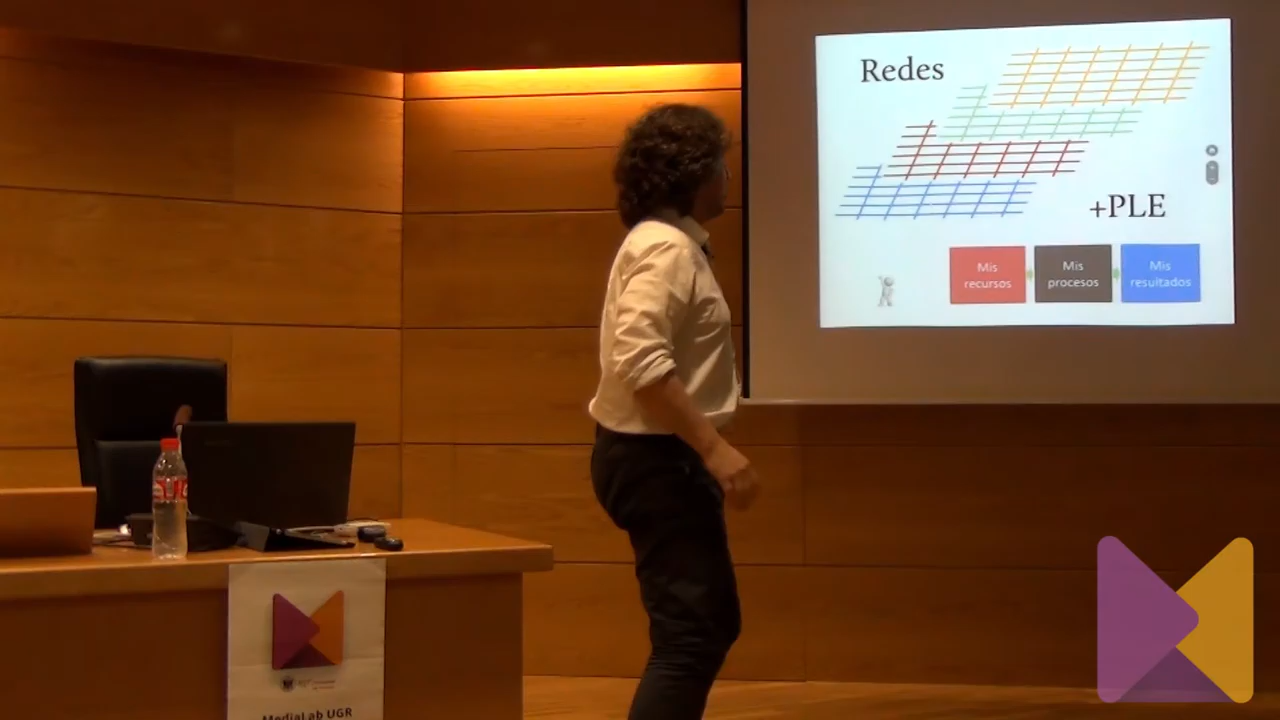 Redes
+PLE
Mis
recursos
Mis
procesos
Mis
resultados
MediaLab UGR